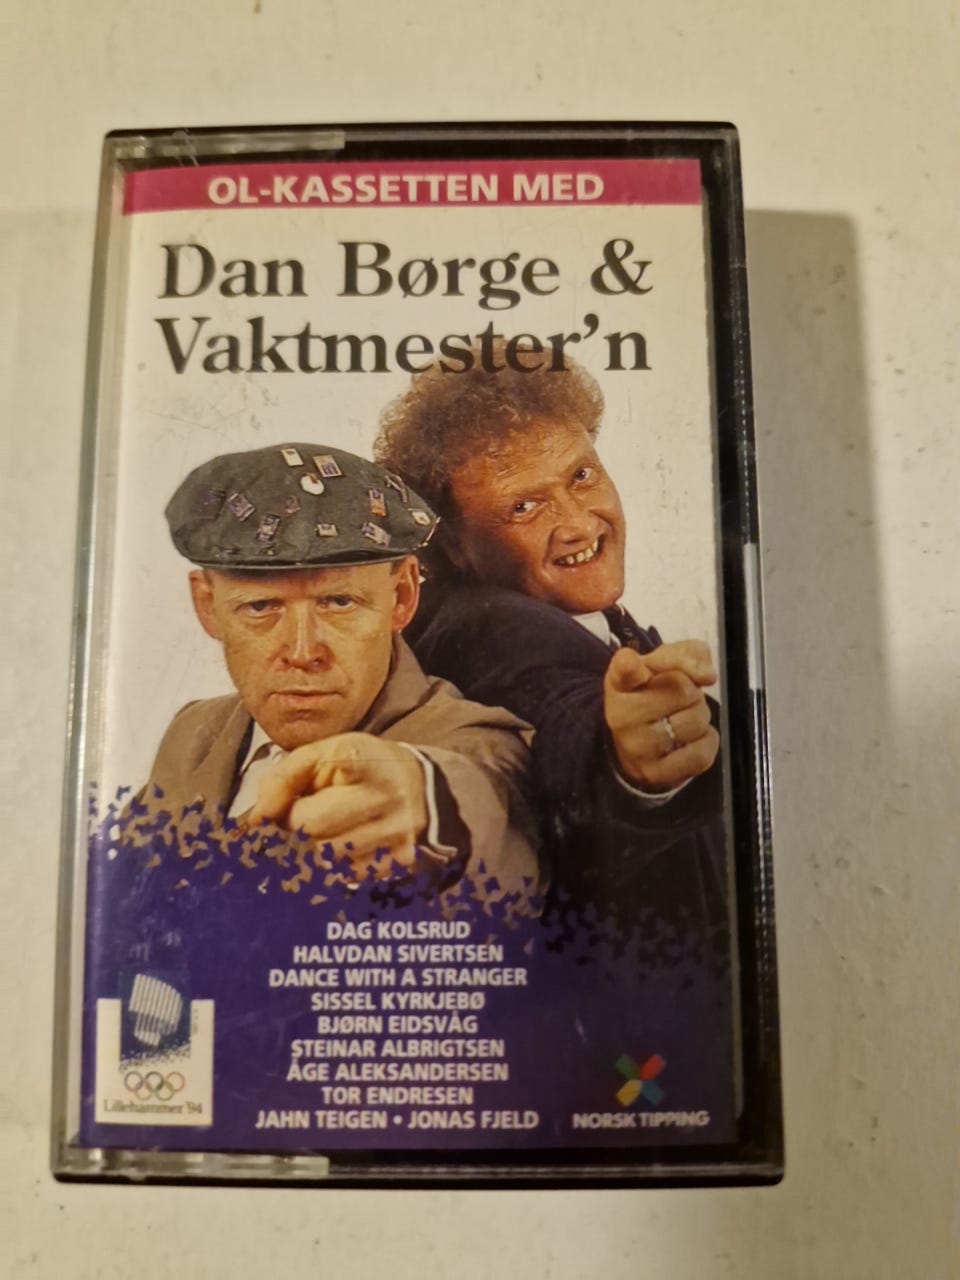 OL-KASSETTEN MED
Dan Børge &
Vaktmester'n
DAG KOLSRUD
HALVDAN SIVERTSEN
DANCE WITH A STRANGER
SISSEL KYRKJEBØ
BJØRN EIDSVÅG
STEINAR ALBRIGTSEN
ÅGE ALEKSANDERSEN
TOR ENDRESEN
JAHN TEIGEN • JONAS FJELD
Lillehammer '94
NORSK TIPPING